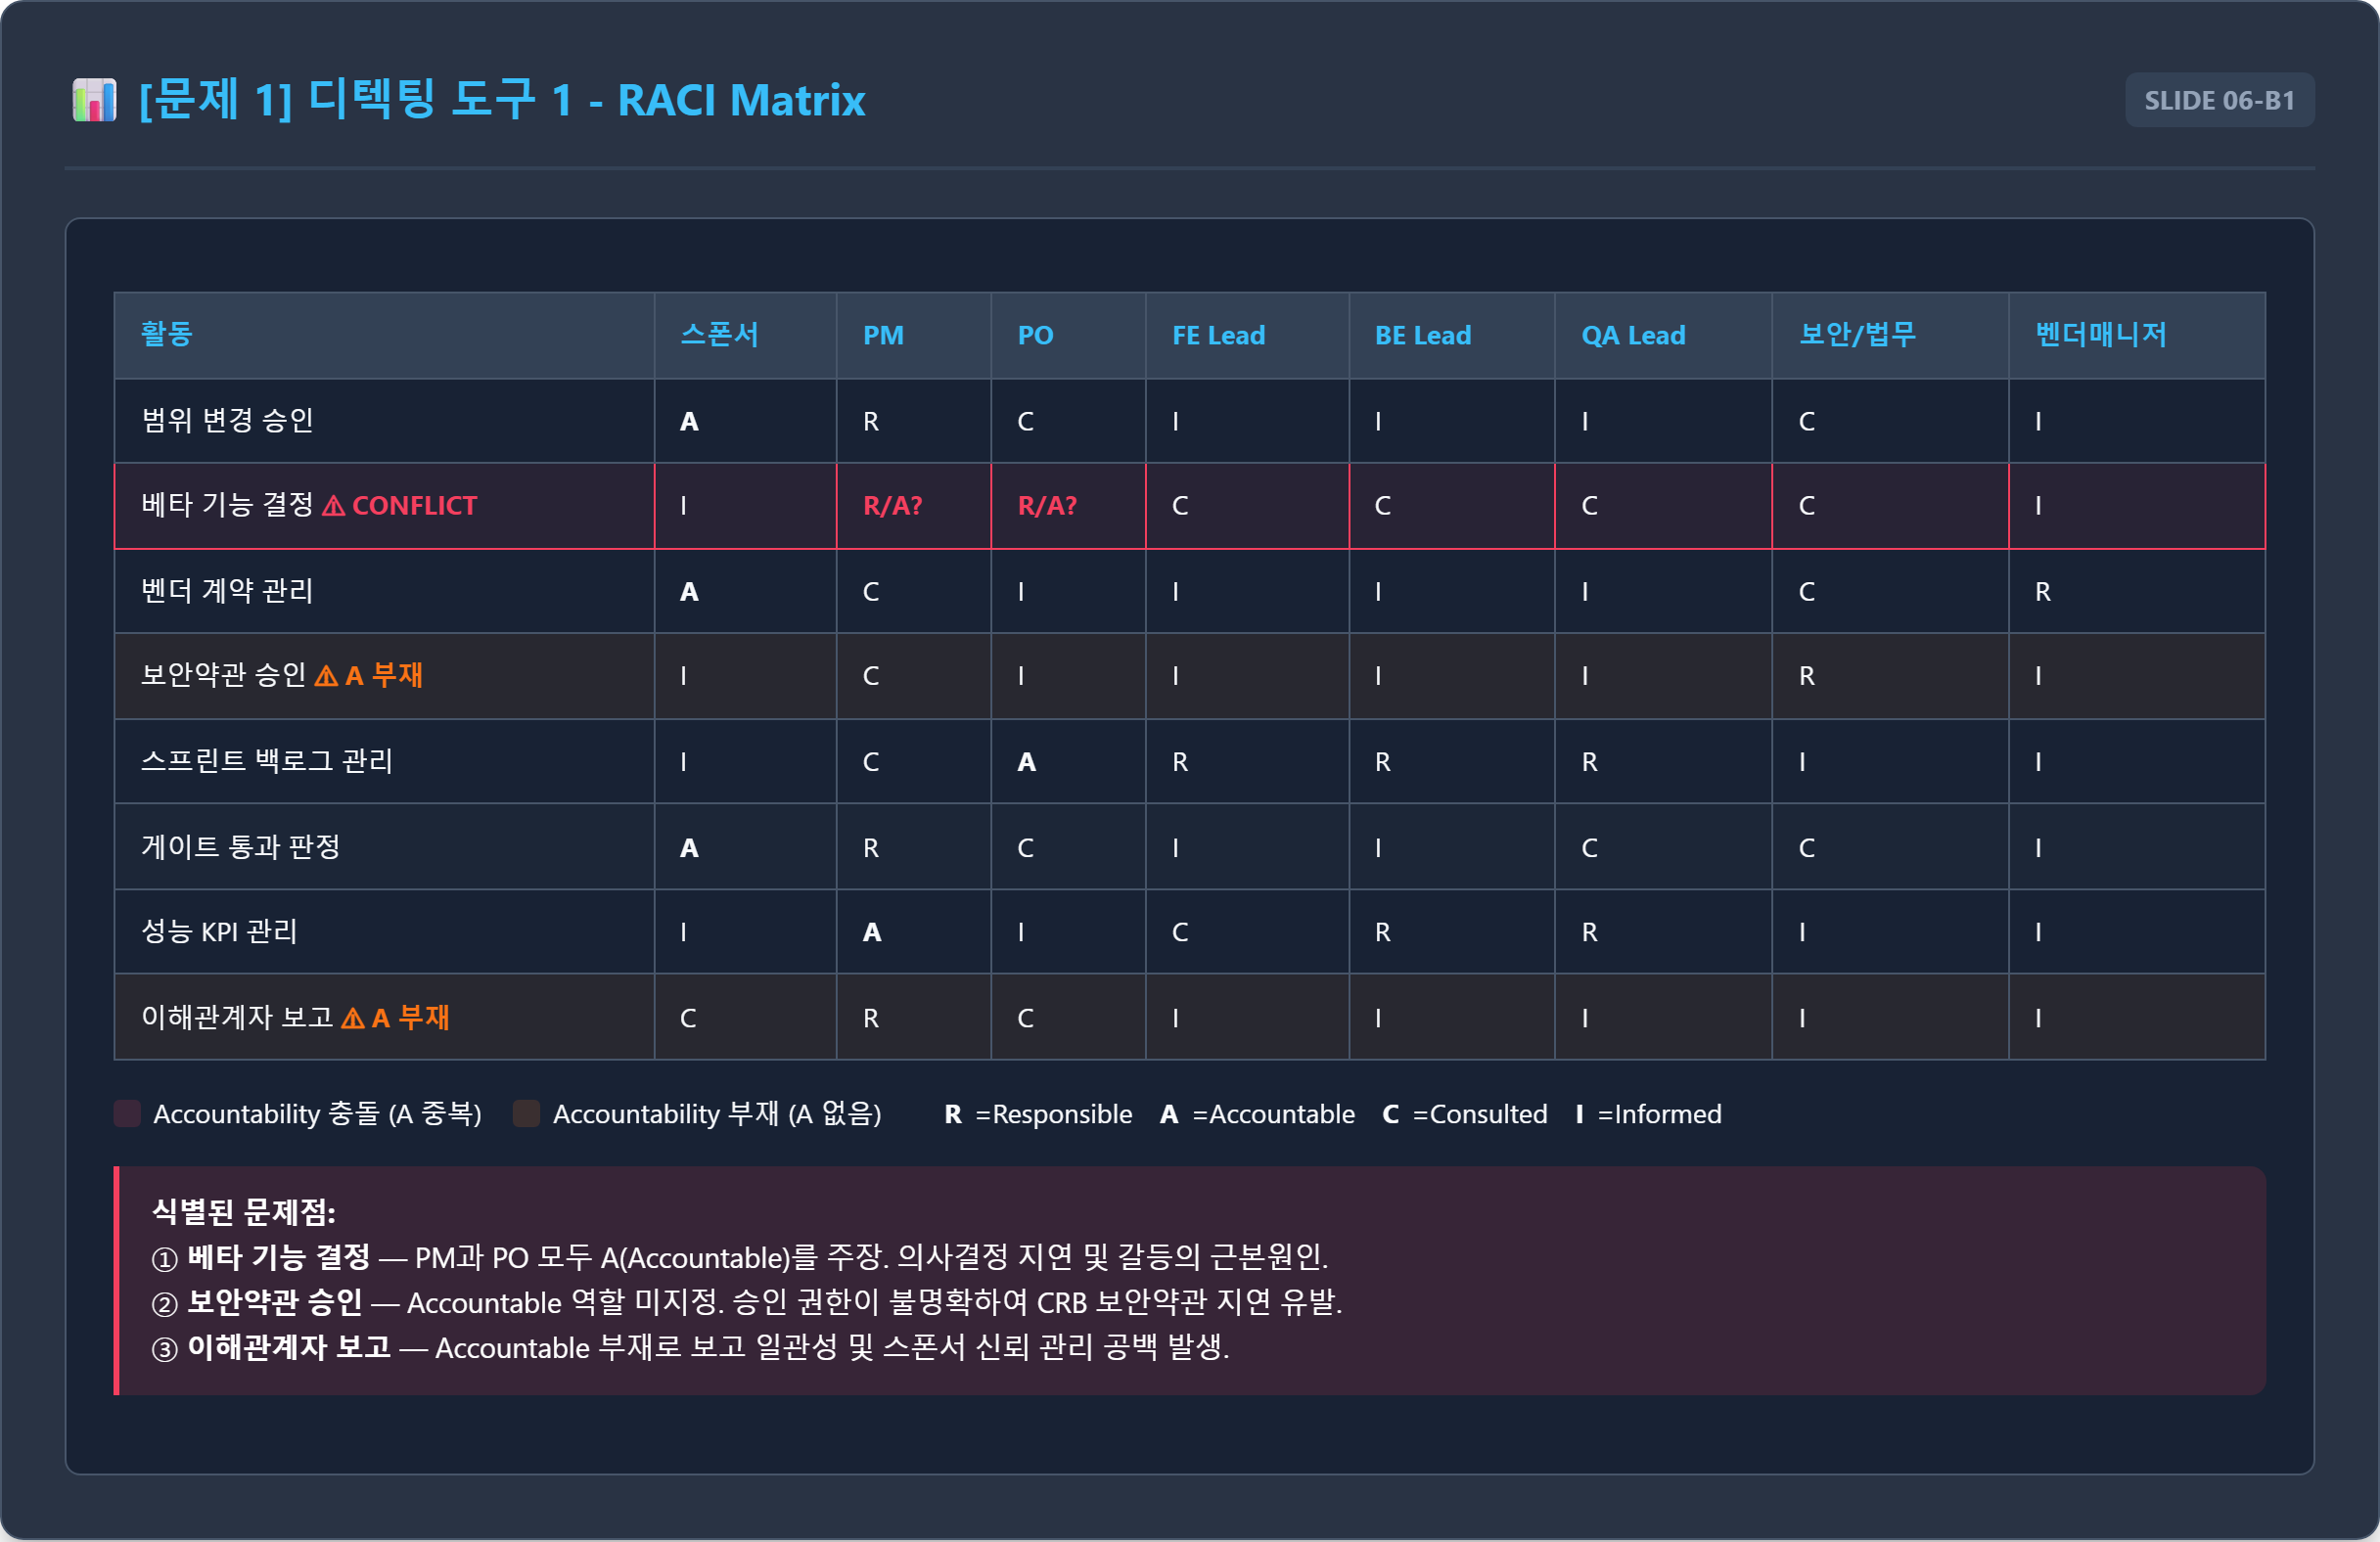 [문제 1] 디텍팅 도구 1 - RACI Matrix
SLIDE 06-B1
활동 스폰서 PM PO FE Lead BE Lead QA Lead 보안/법무 벤더매니저
범위 변경 승인 A R C I I I C I
베타 기능 결정 ⚠ CONFLICT I R/A? R/A? C C C C I
벤더 계약 관리 A C I I I I C R
보안약관 승인 ⚠ A 부재 I C I I I I R I
스프린트 백로그 관리 I C A R R R I I
게이트 통과 판정 A R C I I C C I
성능 KPI 관리 I A I C R R I I
이해관계자 보고 ⚠ A 부재 C R C I I I I I
Accountability 충돌 (A 중복) Accountability 부재 (A 없음) R =Responsible A =Accountable C =Consulted I =Informed
식별된 문제점:
① 베타 기능 결정 — PM과 PO 모두 A(Accountable)를 주장. 의사결정 지연 및 갈등의 근본원인.
② 보안약관 승인 — Accountable 역할 미지정. 승인 권한이 불명확하여 CRB 보안약관 지연 유발.
③ 이해관계자 보고 — Accountable 부재로 보고 일관성 및 스폰서 신뢰 관리 공백 발생.